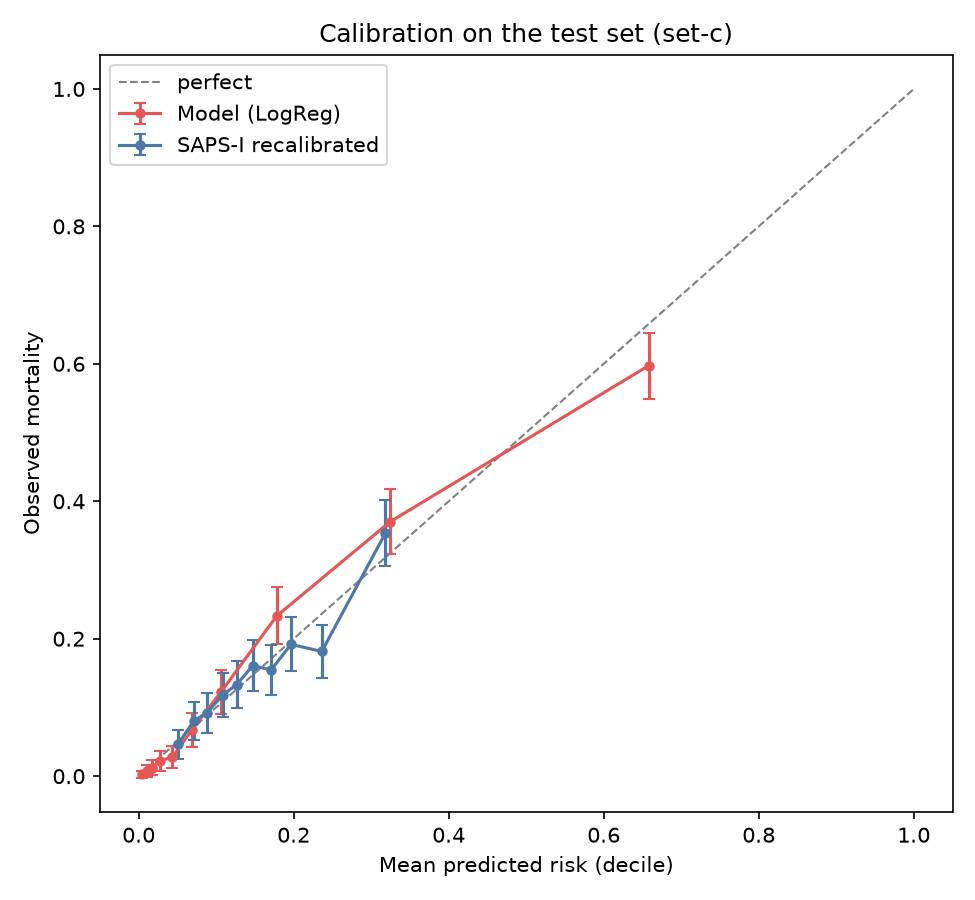 Calibration on the test set (set-c)
perfect
Model (LogReg)
SAPS-I recalibrated
Observed mortality
1.0
0.8
0.6
0.4
0.2
0.0
0.0 0.2 0.4 0.6 0.8 1.0
Mean predicted risk (decile)